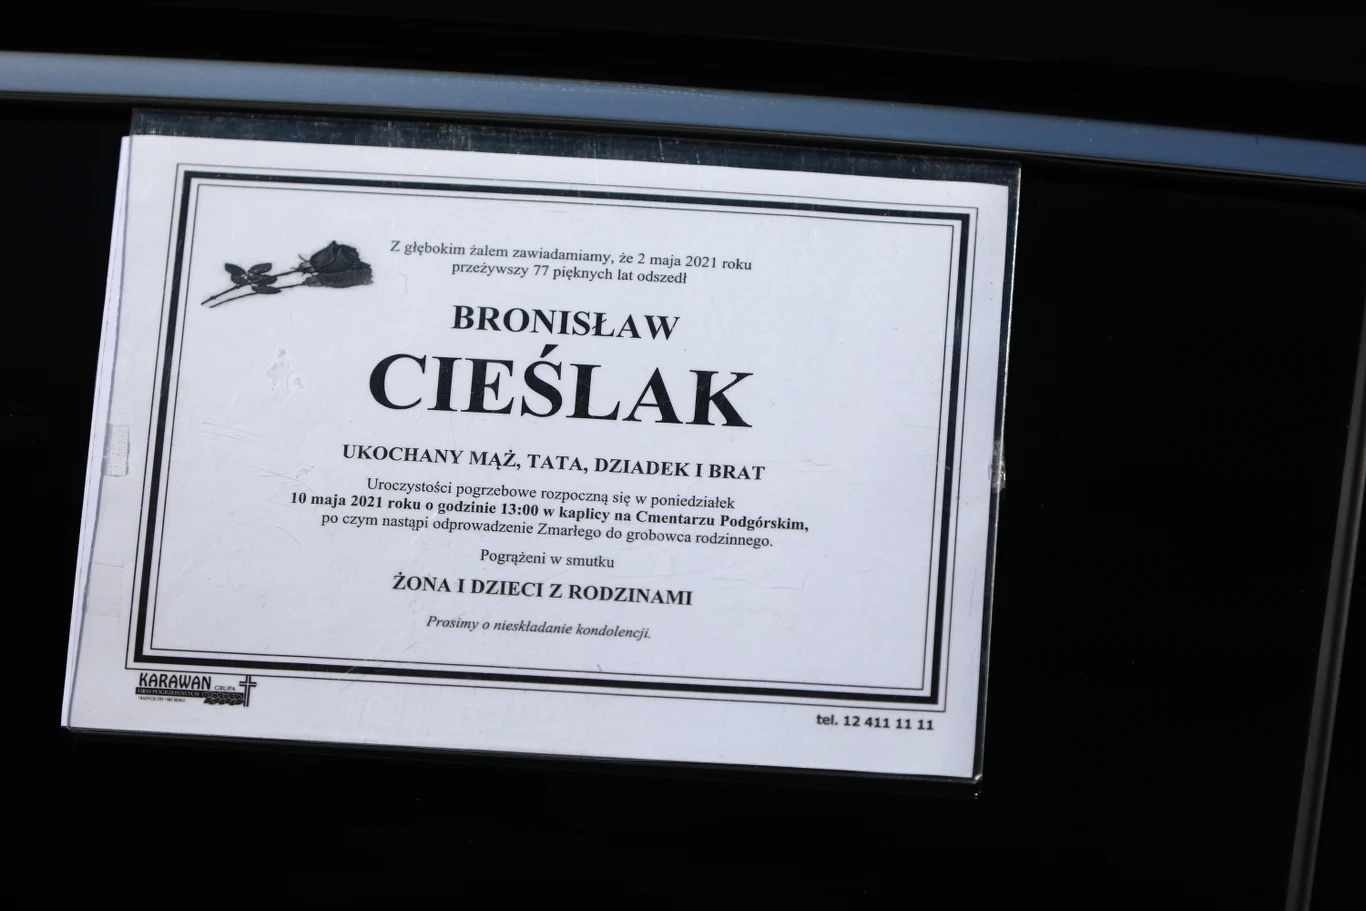 Z głębokim żalem zawiadamiamy, że 2 maja 2021 roku
przeżywszy 77 pięknych lat odszedł
BRONISŁAW
CIEŚLAK
UKOCHANY MĄŻ, TATA, DZIADEK I BRAT
Uroczystości pogrzebowe rozpoczną się w poniedziałek
10 maja 2021 roku o godzinie 13:00 w kaplicy na Cmentarzu Podgórskim,
po czym nastąpi odprowadzenie Zmarłego do grobowca rodzinnego.
Pogrążeni w smutku
ŻONA I DZIECI Z RODZINAMI
Prosimy o nieskładanie kondolencji.
KARAWAN GRUPA
FIRM POGRZEBOWYCH
tel. 12 411 11 11